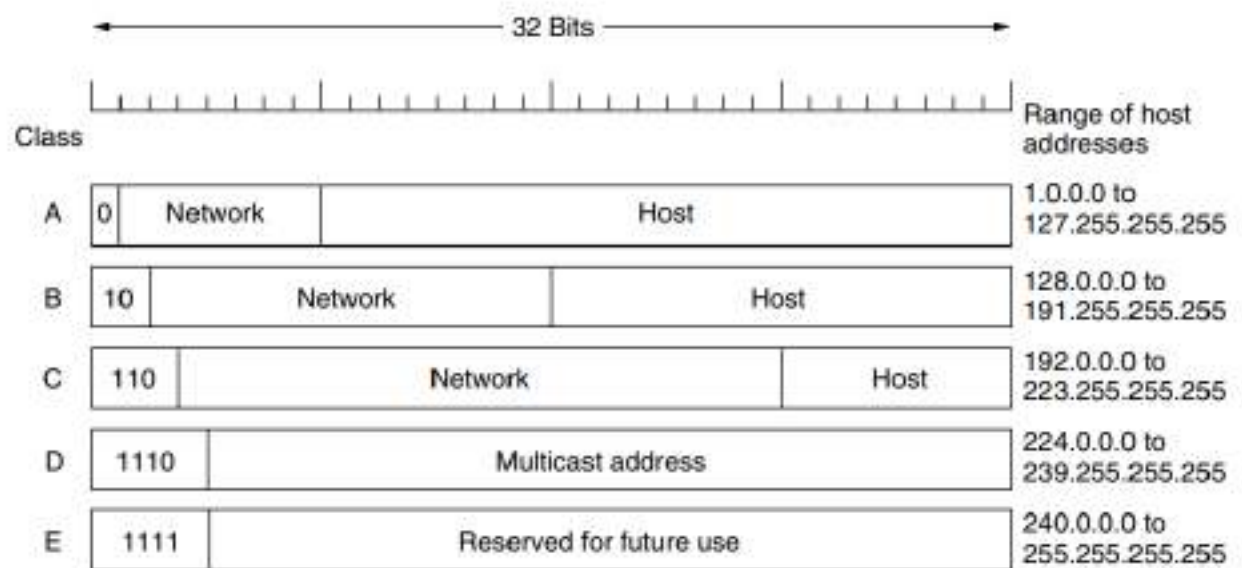 32 Bits
Class
Range of host
addresses
A
0
Network
Host
1.0.0.0 to
127.255.255.255
B
10
Network
Host
128.0.0.0 to
191.255.255.255
C
110
Network
Host
192.0.0.0 to
223.255.255.255
D
1110
Multicast address
224.0.0.0 to
239.255.255.255
E
1111
Reserved for future use
240.0.0.0 to
255.255.255.255